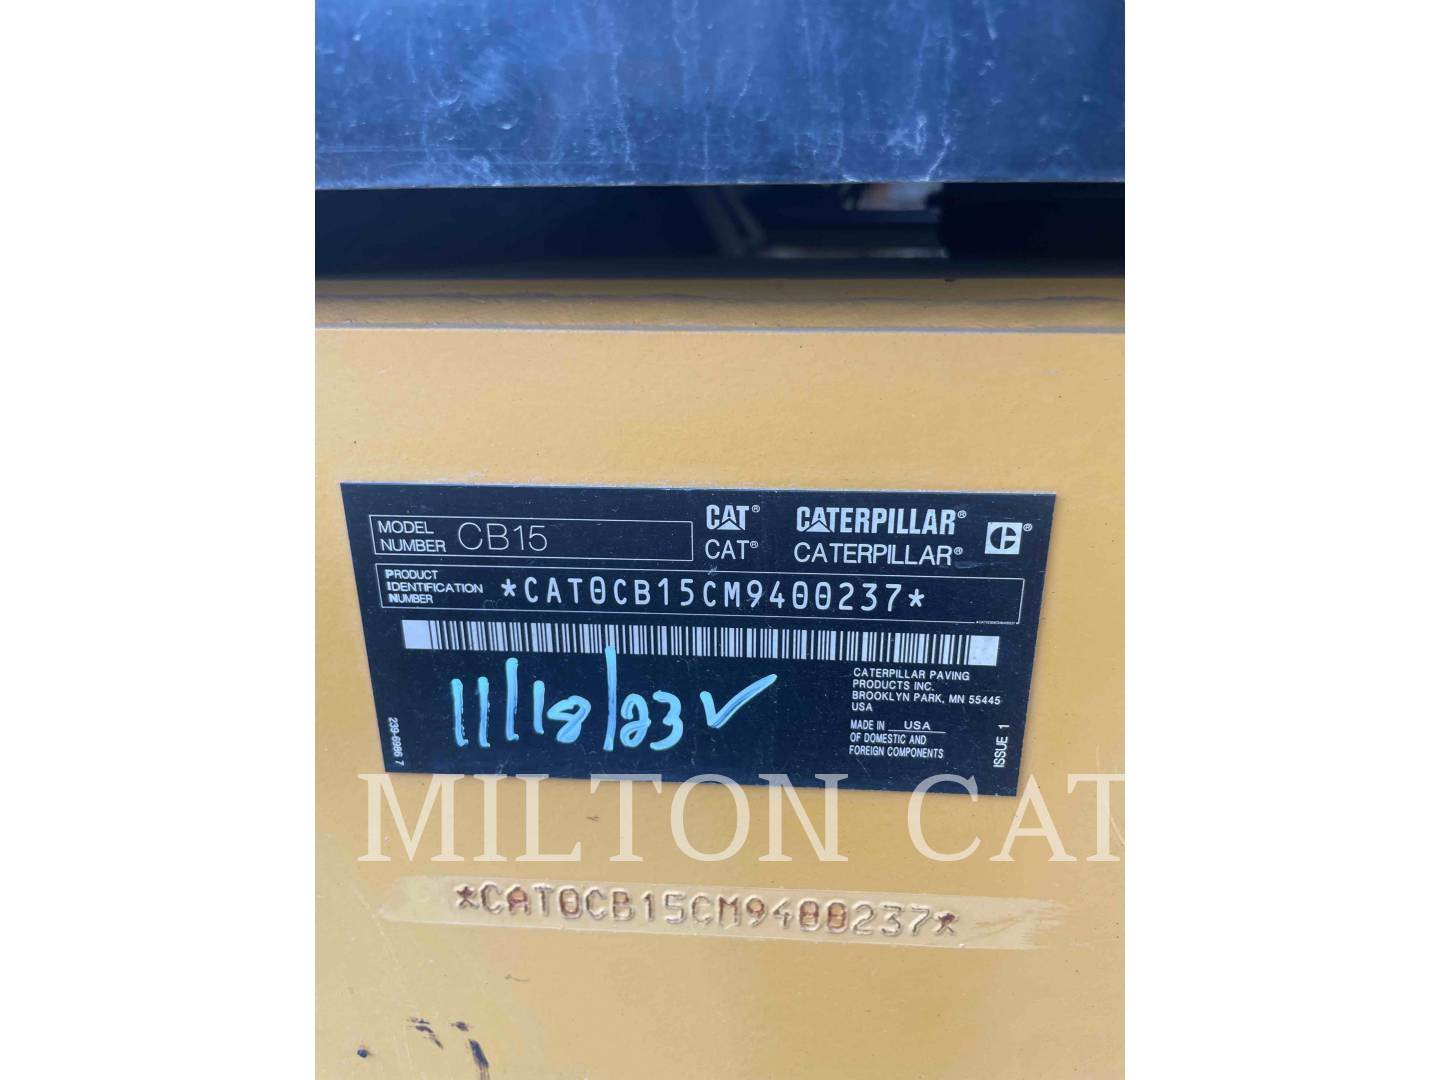 MODEL NUMBER CB15
CAT® CATERPILLAR®
CAT® CATERPILLAR®
PRODUCT IDENTIFICATION NUMBER *CAT0CB15CM9400237*
CATERPILLAR PAVING
PRODUCTS INC.
BROOKLYN PARK, MN 55445
USA
MADE IN USA
OF DOMESTIC AND
FOREIGN COMPONENTS
ISSUE 1
239-6986 7
11/18/23 ✓
MILTON CAT
*CAT0CB15CM9400237*